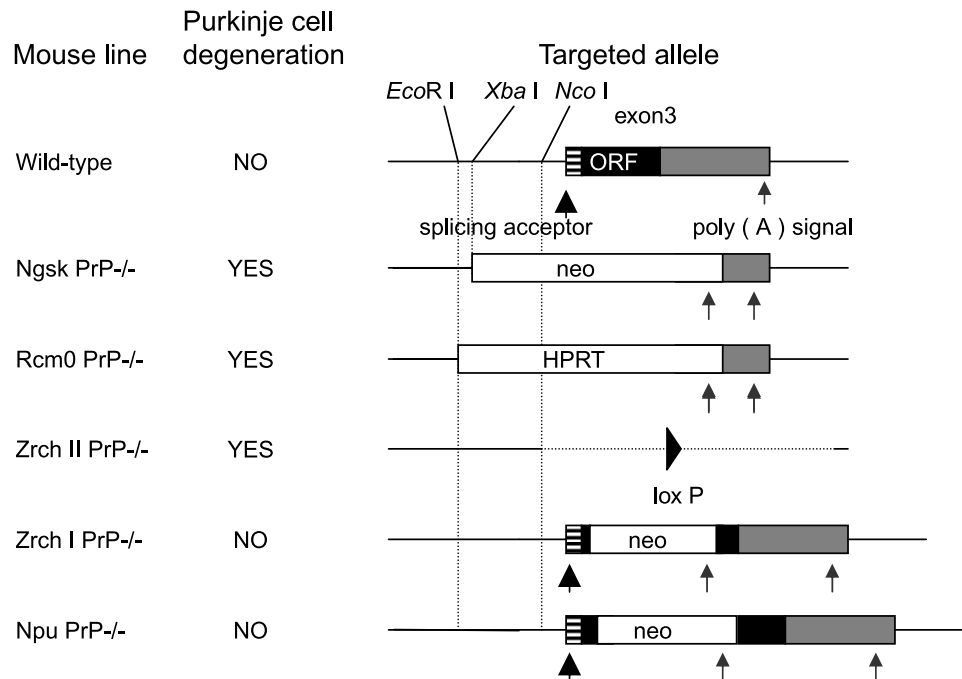 Mouse line
Purkinje cell
degeneration
Targeted allele
EcoR I
Xba I
Nco I
exon3
Wild-type
NO
ORF
splicing acceptor
poly ( A ) signal
Ngsk PrP-/-
YES
neo
Rcm0 PrP-/-
YES
HPRT
Zrch II PrP-/-
YES
lox P
Zrch I PrP-/-
NO
neo
Npu PrP-/-
NO
neo